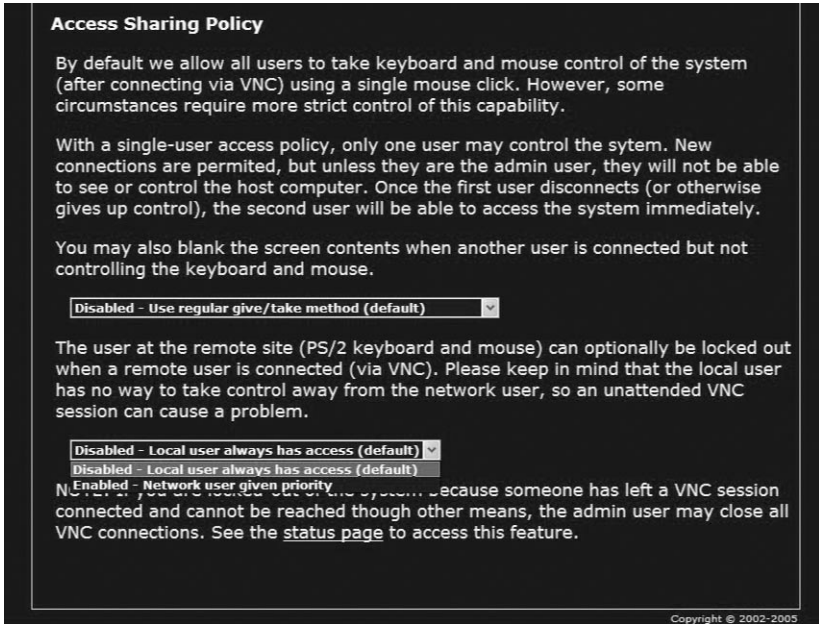 Access Sharing Policy
By default we allow all users to take keyboard and mouse control of the system
(after connecting via VNC) using a single mouse click. However, some
circumstances require more strict control of this capability.
With a single-user access policy, only one user may control the sytem. New
connections are permited, but unless they are the admin user, they will not be able
to see or control the host computer. Once the first user disconnects (or otherwise
gives up control), the second user will be able to access the system immediately.
You may also blank the screen contents when another user is connected but not
controlling the keyboard and mouse.
Disabled - Use regular give/take method (default)
The user at the remote site (PS/2 keyboard and mouse) can optionally be locked out
when a remote user is connected (via VNC). Please keep in mind that the local user
has no way to take control away from the network user, so an unattended VNC
session can cause a problem.
Disabled - Local user always has access (default)
Disabled - Local user always has access (default)
Enabled - Network user given priority
because someone has left a VNC session
connected and cannot be reached though other means, the admin user may close all
VNC connections. See the status page to access this feature.
Copyright © 2002-2005